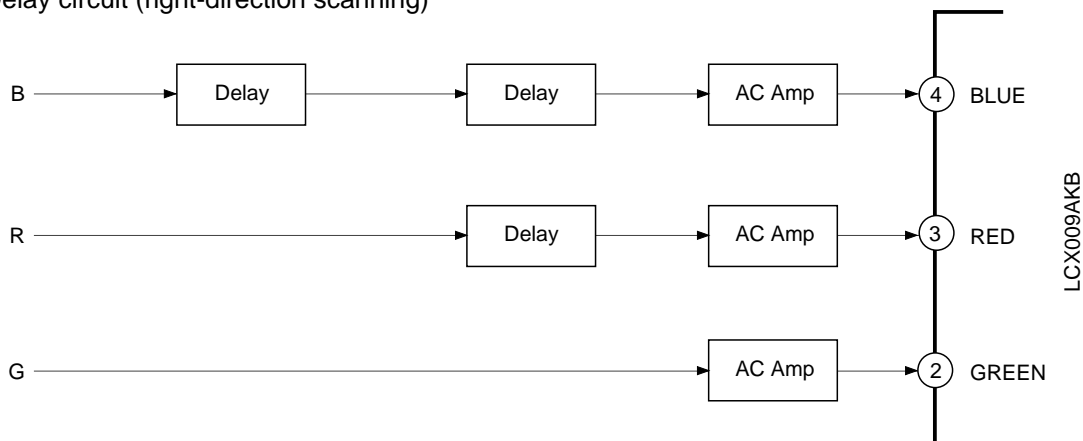 elay circuit (right-direction scanning)
B Delay Delay AC Amp 4 BLUE
R Delay AC Amp 3 RED
G AC Amp 2 GREEN
LCX009AKB